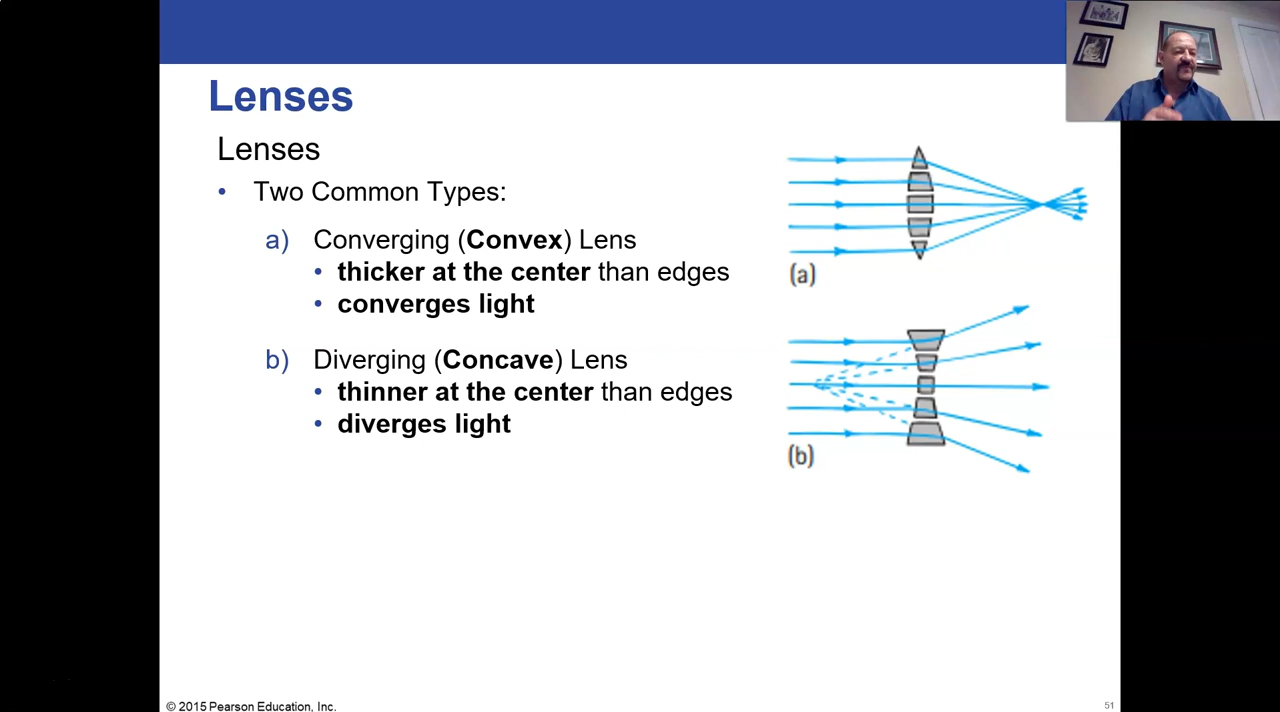 Lenses
Lenses
• Two Common Types:
a) Converging (Convex) Lens
• thicker at the center than edges
• converges light
b) Diverging (Concave) Lens
• thinner at the center than edges
• diverges light
(a)
(b)
© 2015 Pearson Education, Inc.
51